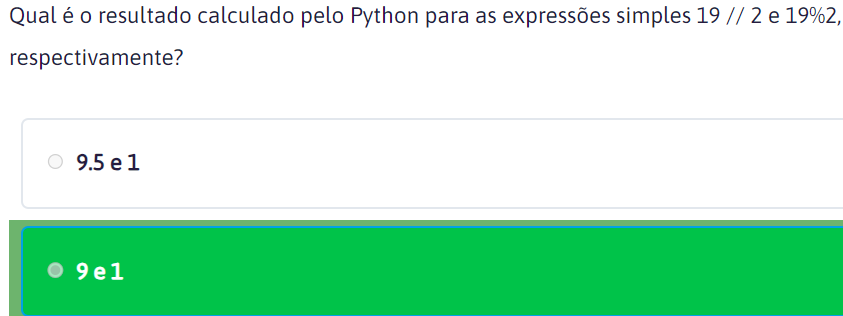 Qual é o resultado calculado pelo Python para as expressões simples 19 // 2 e 19%2,
respectivamente?
9.5 e 1
9 e 1